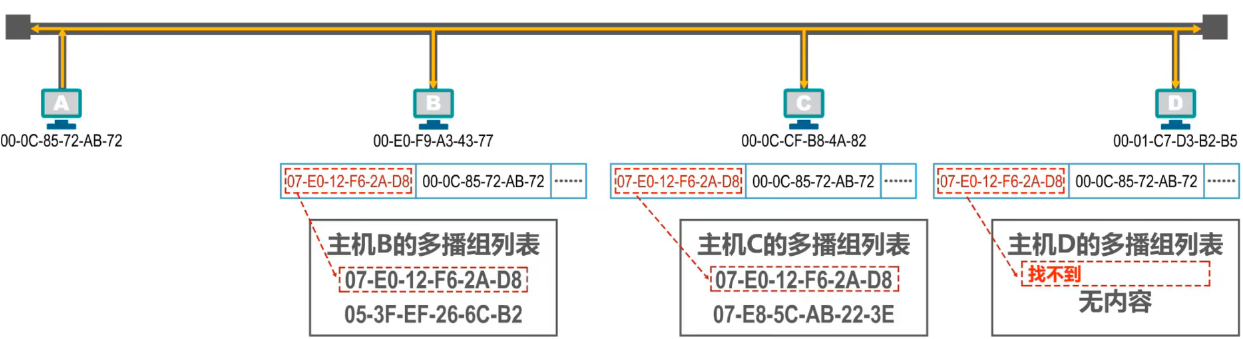 A
B
C
D
00-0C-85-72-AB-72
00-E0-F9-A3-43-77
00-0C-CF-B8-4A-82
00-01-C7-D3-B2-B5
07-E0-12-F6-2A-D8 00-0C-85-72-AB-72 ······
07-E0-12-F6-2A-D8 00-0C-85-72-AB-72 ······
07-E0-12-F6-2A-D8 00-0C-85-72-AB-72 ······
主机B的多播组列表
07-E0-12-F6-2A-D8
05-3F-EF-26-6C-B2
主机C的多播组列表
07-E0-12-F6-2A-D8
07-E8-5C-AB-22-3E
主机D的多播组列表
找不到
无内容